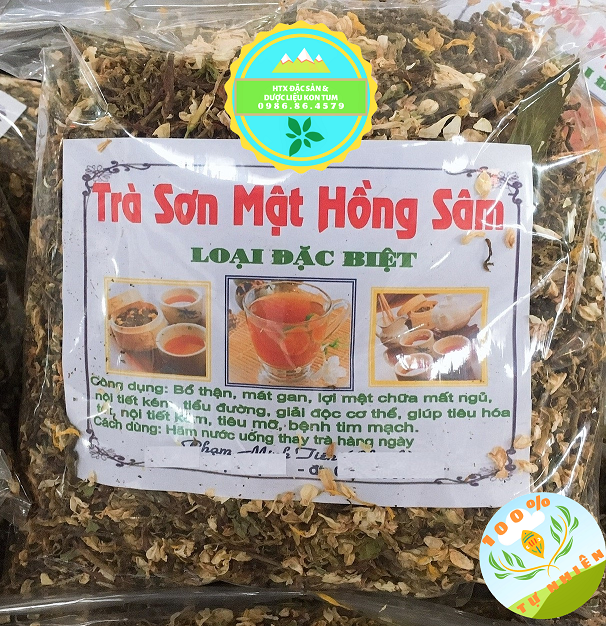 HTX ĐẶC SẢN &
DƯỢC LIỆU KON TUM
0986.86.4579
Trà Sơn Mật Hồng Sâm
LOẠI ĐẶC BIỆT
Công dụng: Bổ thận, mát gan, lợi mật chữa mất ngủ,
nội tiết kém, tiểu đường, giải độc cơ thể, giúp tiêu hóa
tốt, nội tiết kém, tiêu mỡ, bệnh tim mạch.
Cách dùng: Hãm nước uống thay trà hàng ngày
Phạm Minh
100%
TỰ NHIÊN